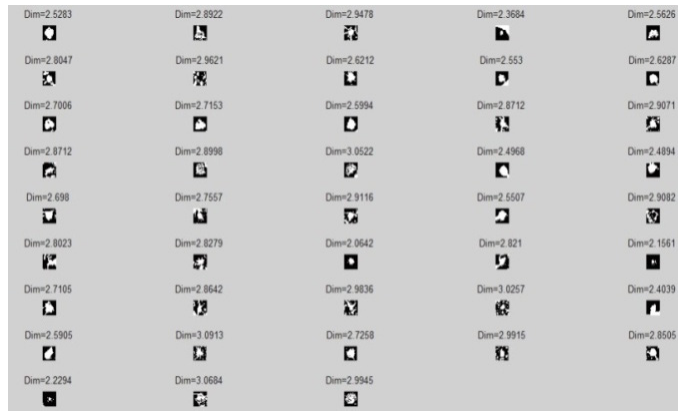 Dim=2.5283 Dim=2.8922 Dim=2.9478 Dim=2.3684 Dim=2.5626
Dim=2.8047 Dim=2.9621 Dim=2.6212 Dim=2.553 Dim=2.6287
Dim=2.7006 Dim=2.7153 Dim=2.5994 Dim=2.8712 Dim=2.9071
Dim=2.8712 Dim=2.8998 Dim=3.0522 Dim=2.4968 Dim=2.4894
Dim=2.698 Dim=2.7557 Dim=2.9116 Dim=2.5507 Dim=2.9082
Dim=2.8023 Dim=2.8279 Dim=2.0642 Dim=2.821 Dim=2.1561
Dim=2.7105 Dim=2.8642 Dim=2.9836 Dim=3.0257 Dim=2.4039
Dim=2.5905 Dim=3.0913 Dim=2.7258 Dim=2.9915 Dim=2.8505
Dim=2.2294 Dim=3.0684 Dim=2.9945